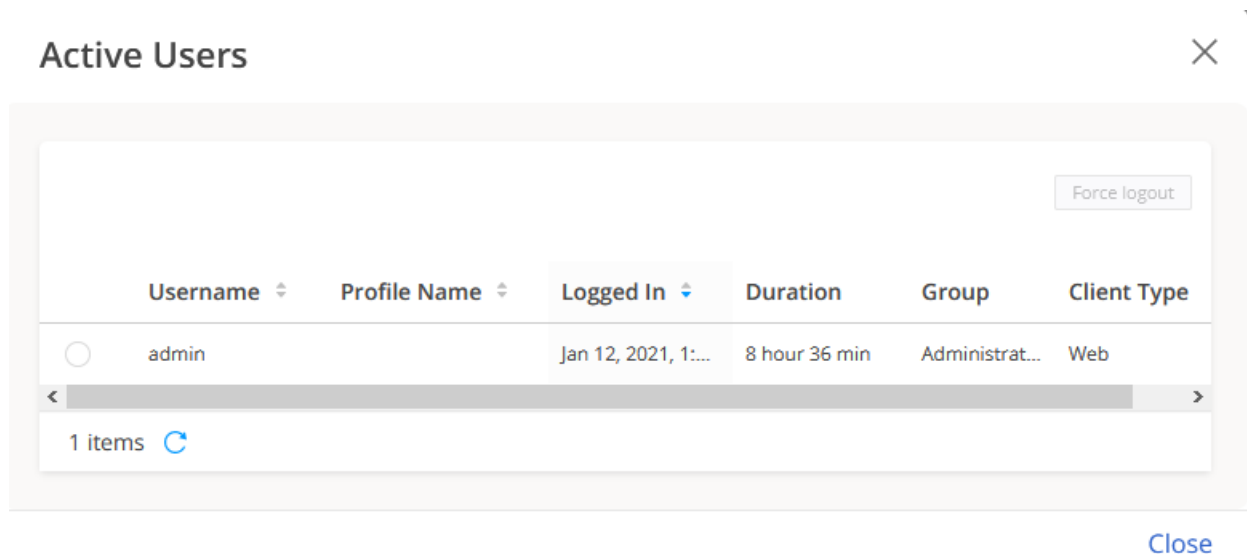 Active Users
Force logout
Username Profile Name Logged In Duration Group Client Type
admin Jan 12, 2021, 1:... 8 hour 36 min Administrat... Web
1 items
Close